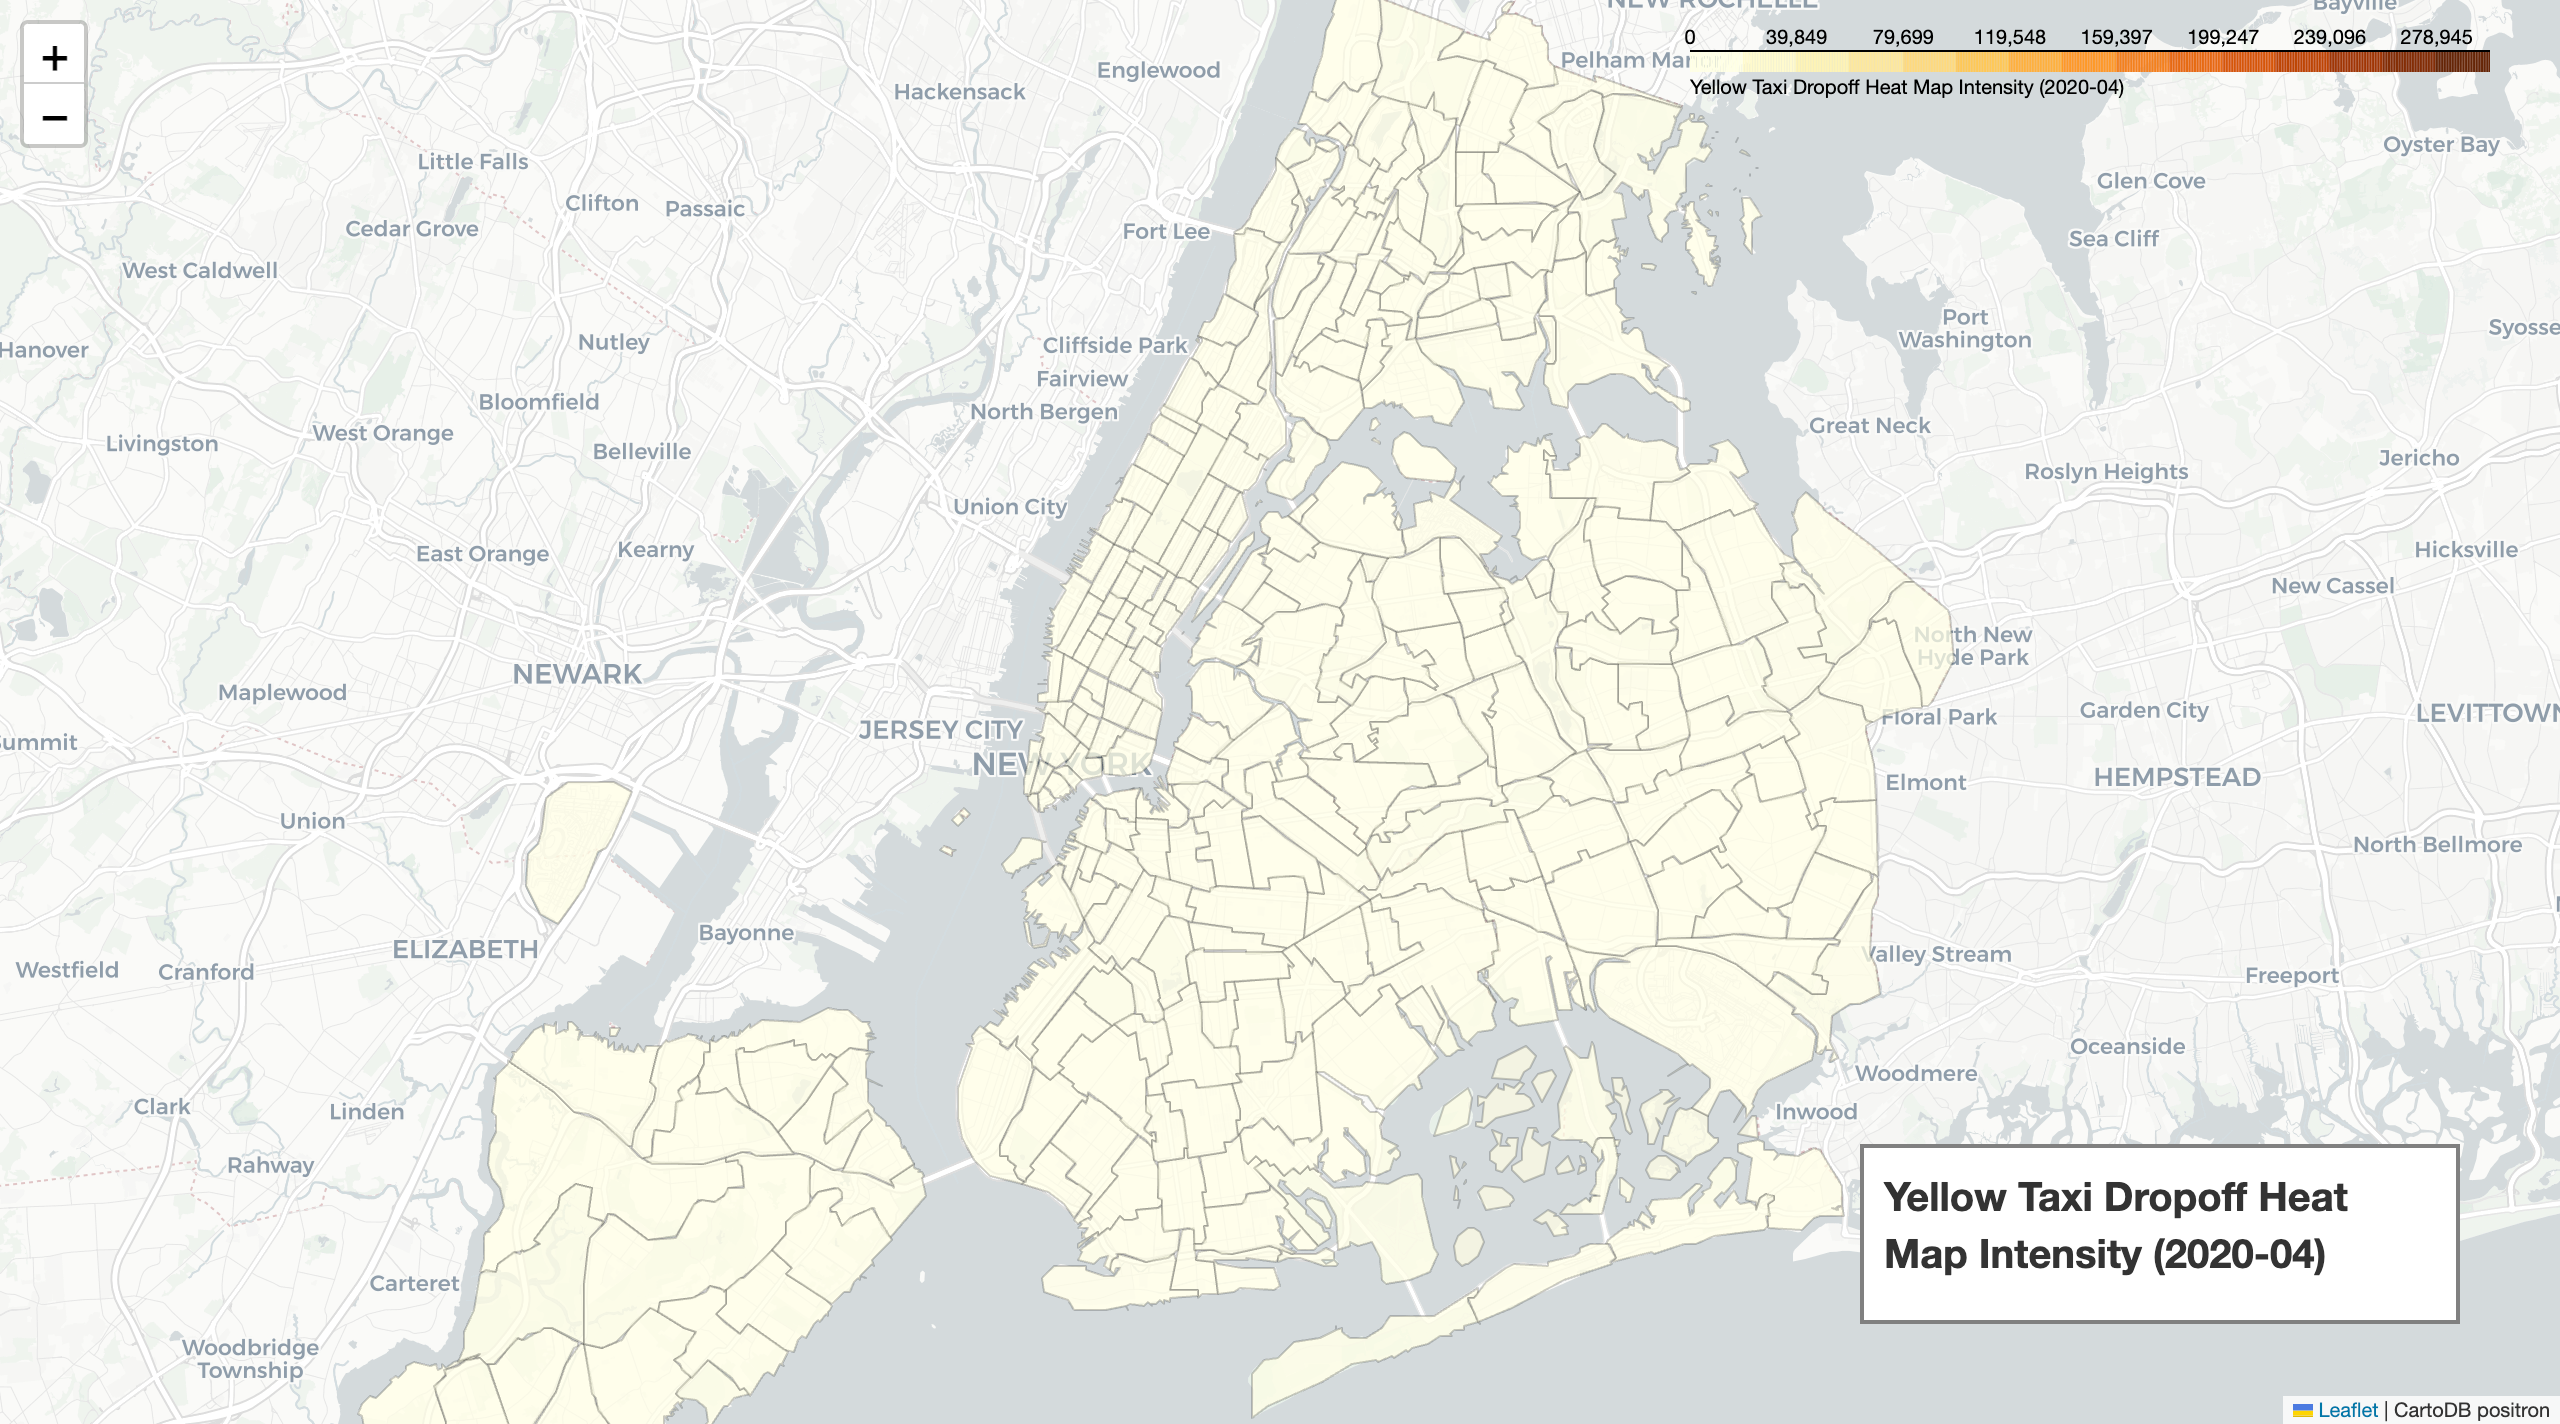 NEW ROCHELLE
Bayville
+
−
0 39,849 79,699 119,548 159,397 199,247 239,096 278,945
Yellow Taxi Dropoff Heat Map Intensity (2020-04)
Pelham Manor
Englewood
Hackensack
Oyster Bay
Little Falls
Glen Cove
Clifton
Passaic
Cedar Grove
Fort Lee
Sea Cliff
West Caldwell
Port
Washington
Syosse
Nutley
Cliffside Park
Hanover
Fairview
Bloomfield
North Bergen
Great Neck
West Orange
Livingston
Belleville
Jericho
Roslyn Heights
Union City
East Orange
Kearny
Hicksville
New Cassel
North New
Hyde Park
NEWARK
Maplewood
Garden City
Floral Park
LEVITTOWN
JERSEY CITY
Summit
NEW YORK
HEMPSTEAD
Elmont
Union
North Bellmore
Bayonne
ELIZABETH
Valley Stream
Westfield
Cranford
Freeport
Oceanside
Woodmere
Clark
Linden
Inwood
Rahway
Yellow Taxi Dropoff Heat
Map Intensity (2020-04)
Carteret
Woodbridge
Township
Leaflet | CartoDB positron